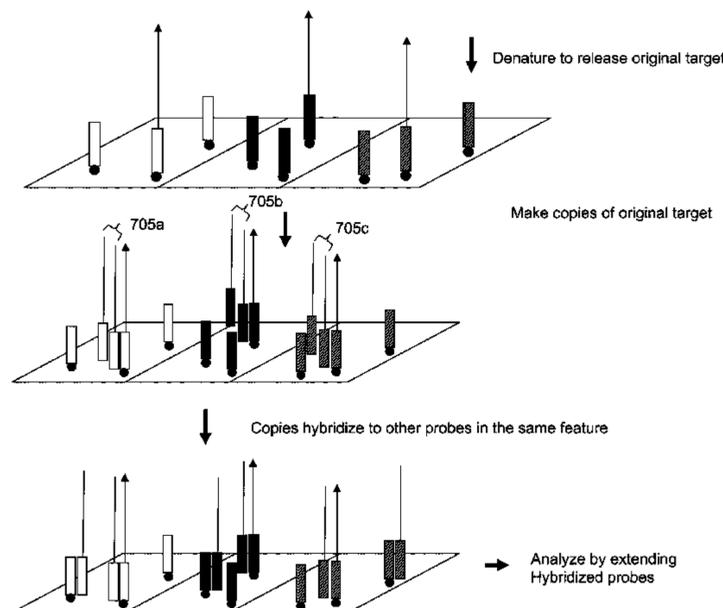 Denature to release original target
Make copies of original target
705a
705b
705c
Copies hybridize to other probes in the same feature
Analyze by extending
Hybridized probes